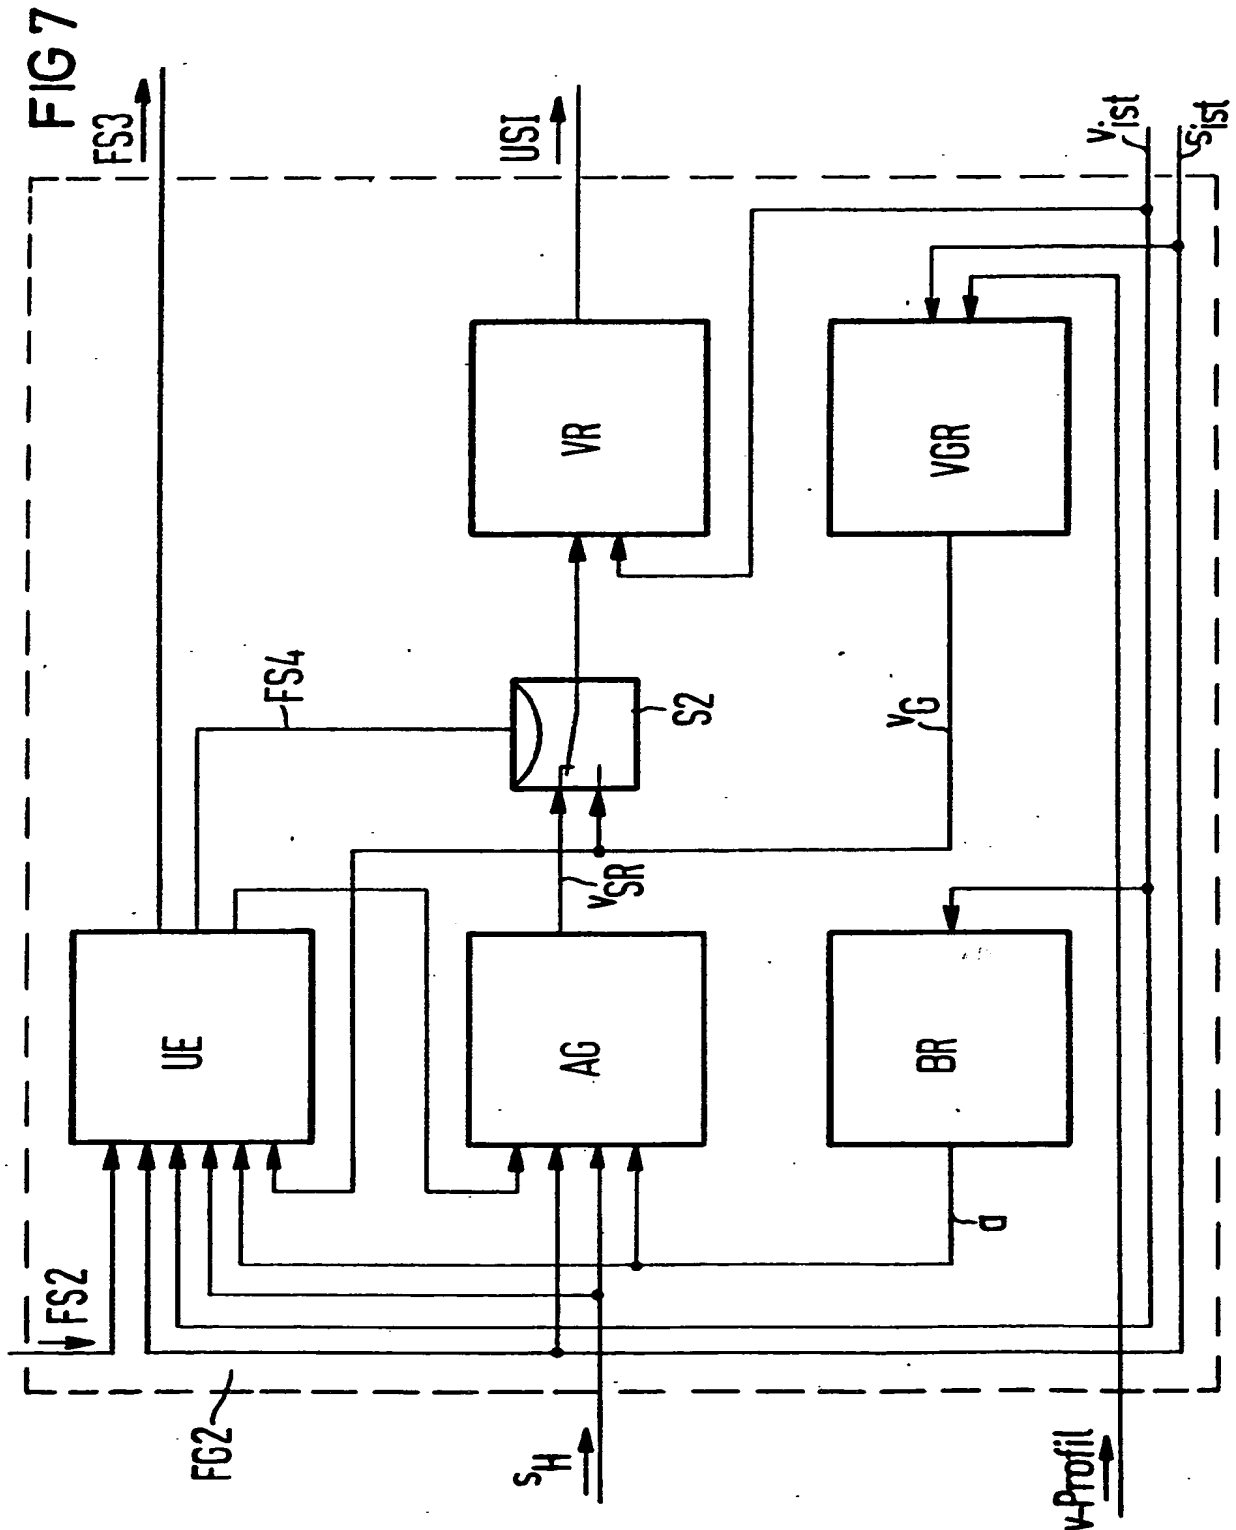 FIG 7
FS3
USI
v_ist
s_ist
VR
VGR
FS4
S2
v_G
v_SR
UE
AG
BR
a
FS2
FG2
s_H
v-Profil